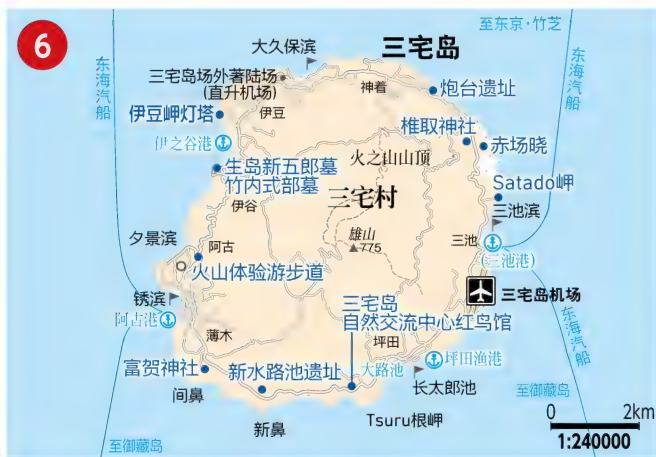 6
三宅岛
至东京·竹芝
大久保滨
东海汽船
东海汽船
三宅岛场外著陆场
(直升机场)
神着
炮台遗址
伊豆岬灯塔
伊豆
椎取神社
赤场晓
伊之谷港
火之山山顶
生岛新五郎墓
竹内式部墓
Satado岬
三宅村
伊谷
三池滨
夕景滨
阿古
雄山
775
三池
(三池港)
火山体验游步道
三宅岛机场
锈滨
阿古港
三宅岛
自然交流中心红鸟馆
东海汽船
薄木
坪田
坪田渔港
富贺神社
新水路池遗址
大路池
长太郎池
间鼻
至御藏岛
新鼻
Tsuru根岬
0 2km
1:240000
至御藏岛